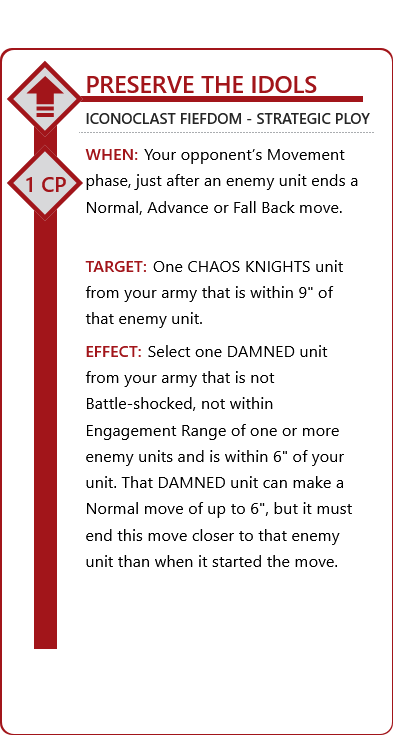 PRESERVE THE IDOLS
ICONOCLAST FIEFDOM - STRATEGIC PLOY
1 CP
WHEN: Your opponent’s Movement
phase, just after an enemy unit ends a
Normal, Advance or Fall Back move.
TARGET: One CHAOS KNIGHTS unit
from your army that is within 9" of
that enemy unit.
EFFECT: Select one DAMNED unit
from your army that is not
Battle-shocked, not within
Engagement Range of one or more
enemy units and is within 6" of your
unit. That DAMNED unit can make a
Normal move of up to 6", but it must
end this move closer to that enemy
unit than when it started the move.